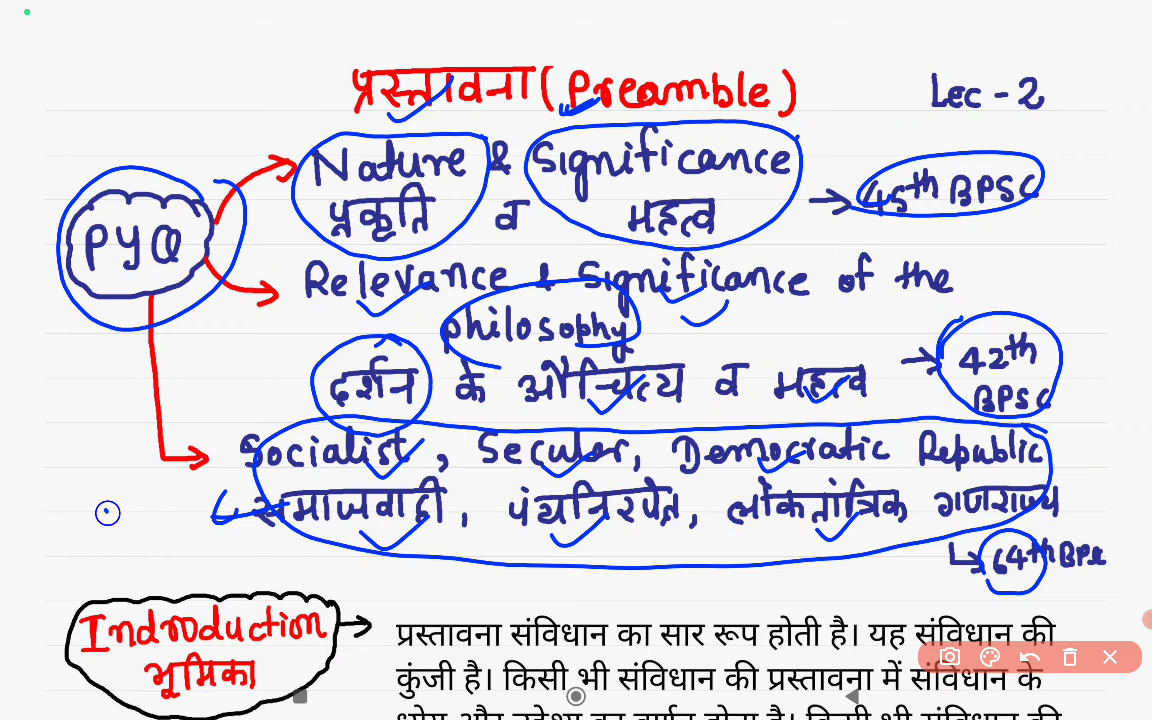 प्रस्तावना (Preamble)
Lec - 2
PYQ
Nature & Significance
प्रकृति व महत्व → 45th BPSC
Relevance & Significance of the
philosophy
दर्शन के औचित्य व महत्व → 42th
BPSC
Socialist, Secular, Democratic Republic
समाजवादी, पंथनिरपेक्ष, लोकतांत्रिक गणराज्य
64th BPSC
Indroduction
भूमिका
प्रस्तावना संविधान का सार रूप होती है। यह संविधान की
कुंजी है। किसी भी संविधान की प्रस्तावना में संविधान के